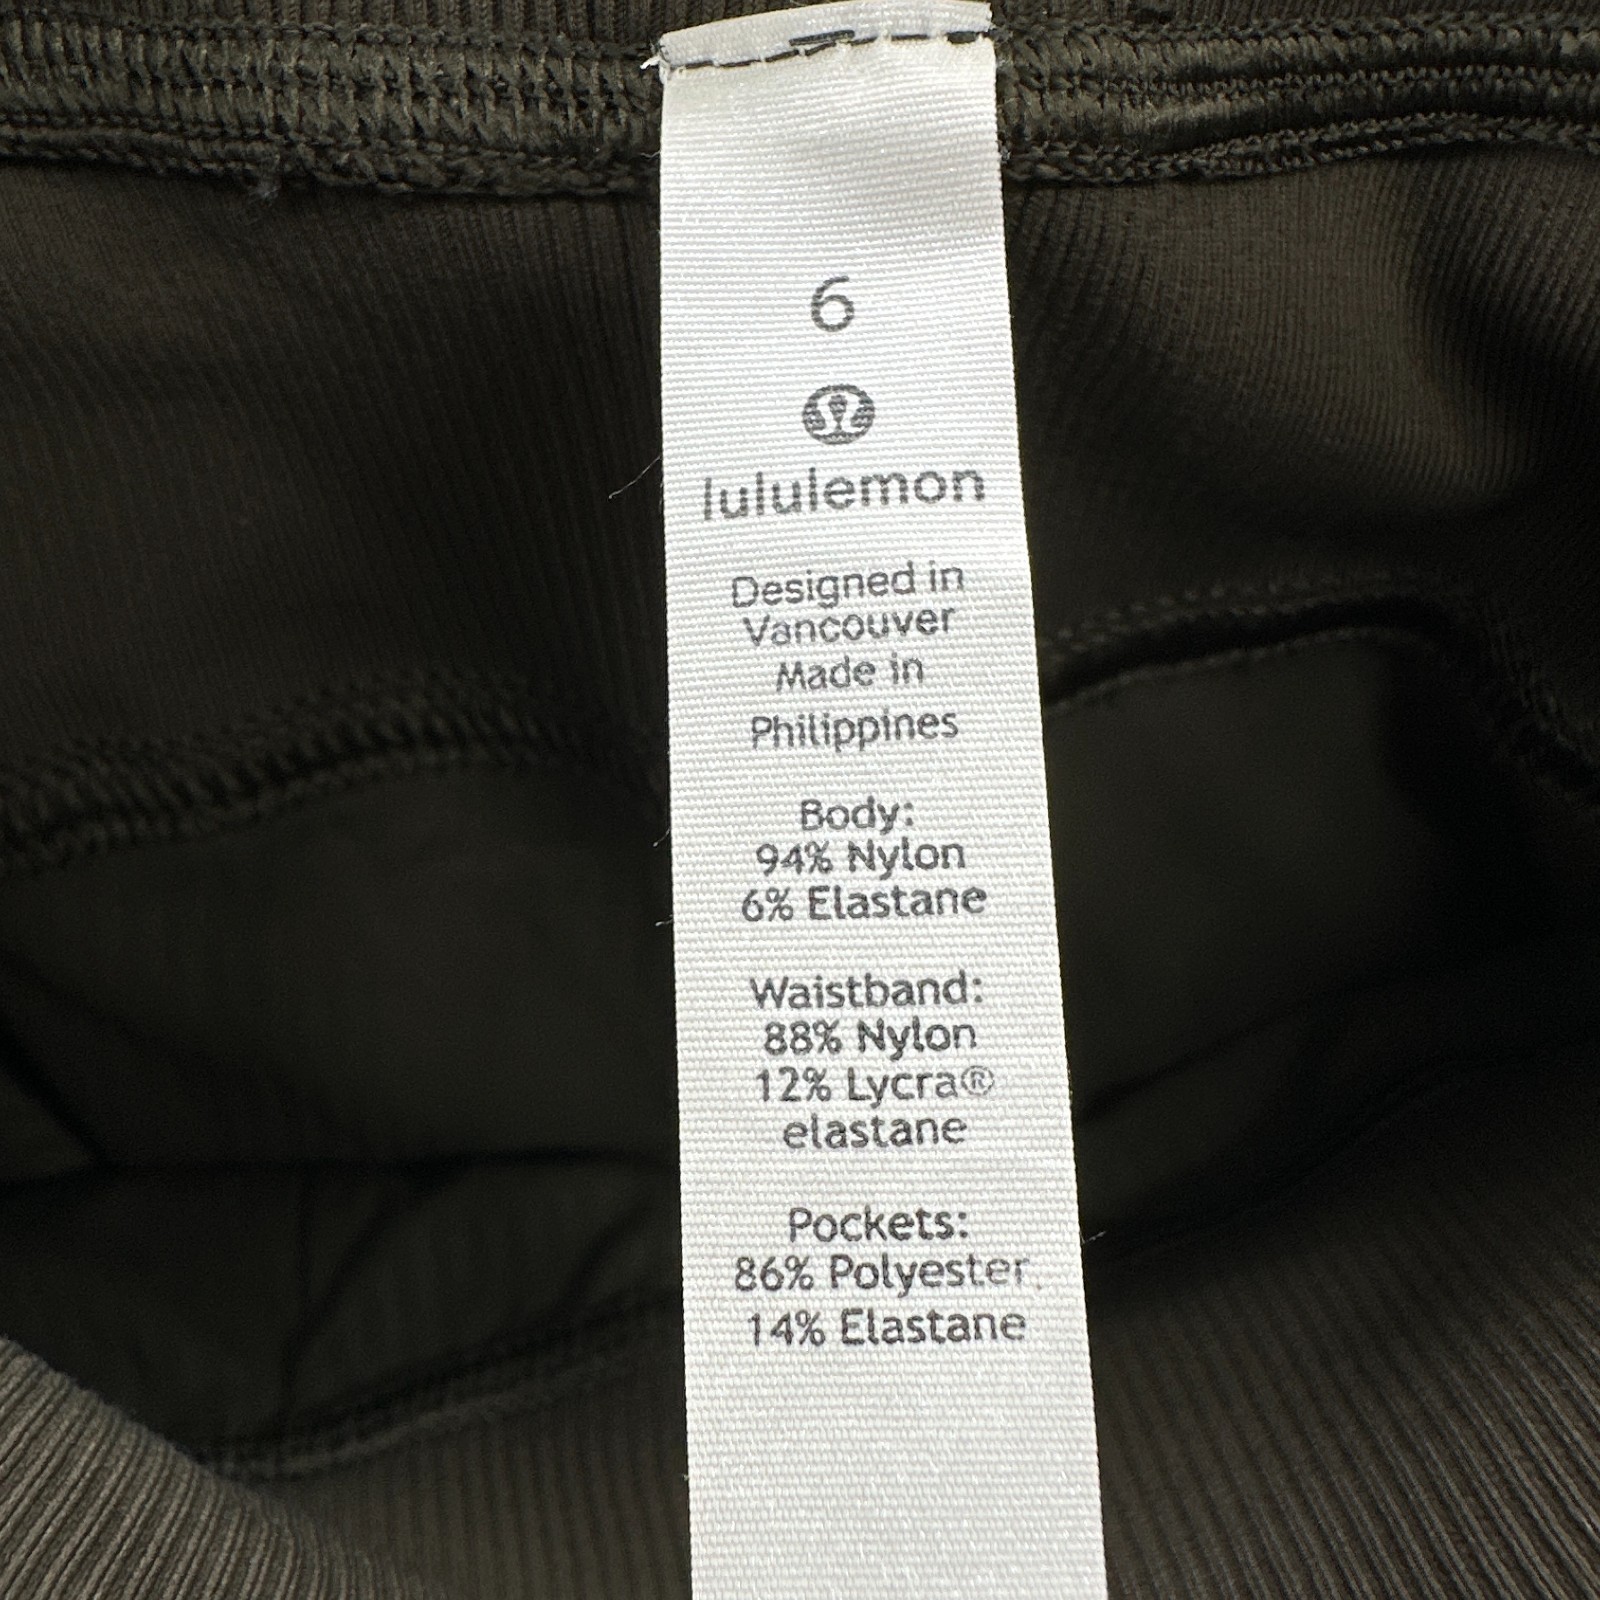 6
lululemon
Designed in
Vancouver
Made in
Philippines
Body:
94% Nylon
6% Elastane
Waistband:
88% Nylon
12% Lycra®
elastane
Pockets:
86% Polyester
14% Elastane